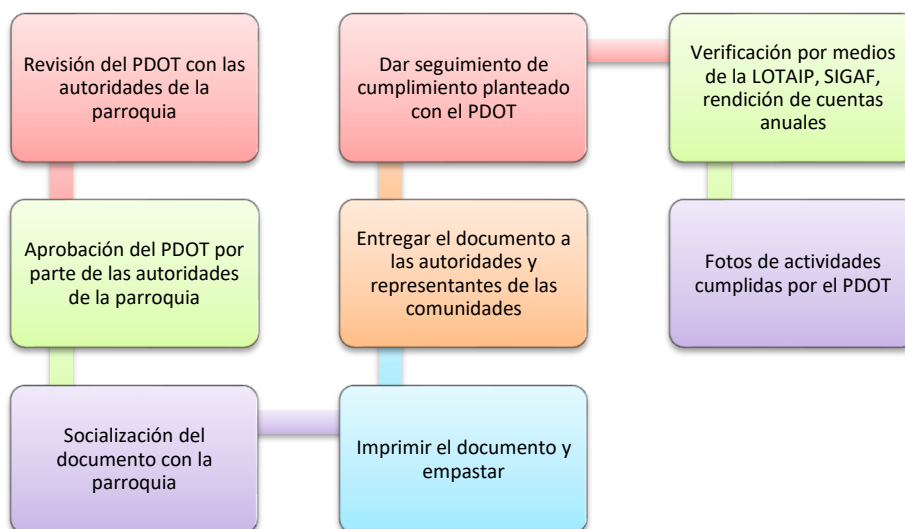 Revisión del PDOT con las
autoridades de la
parroquia
Aprobación del PDOT por
parte de las autoridades
de la parroquia
Socialización del
documento con la
parroquia
Imprimir el documento y
empastar
Entregar el documento a
las autoridades y
representantes de las
comunidades
Dar seguimiento de
cumplimiento planteado
con el PDOT
Verificación por medios
de la LOTAIP, SIGAF,
rendición de cuentas
anuales
Fotos de actividades
cumplidas por el PDOT